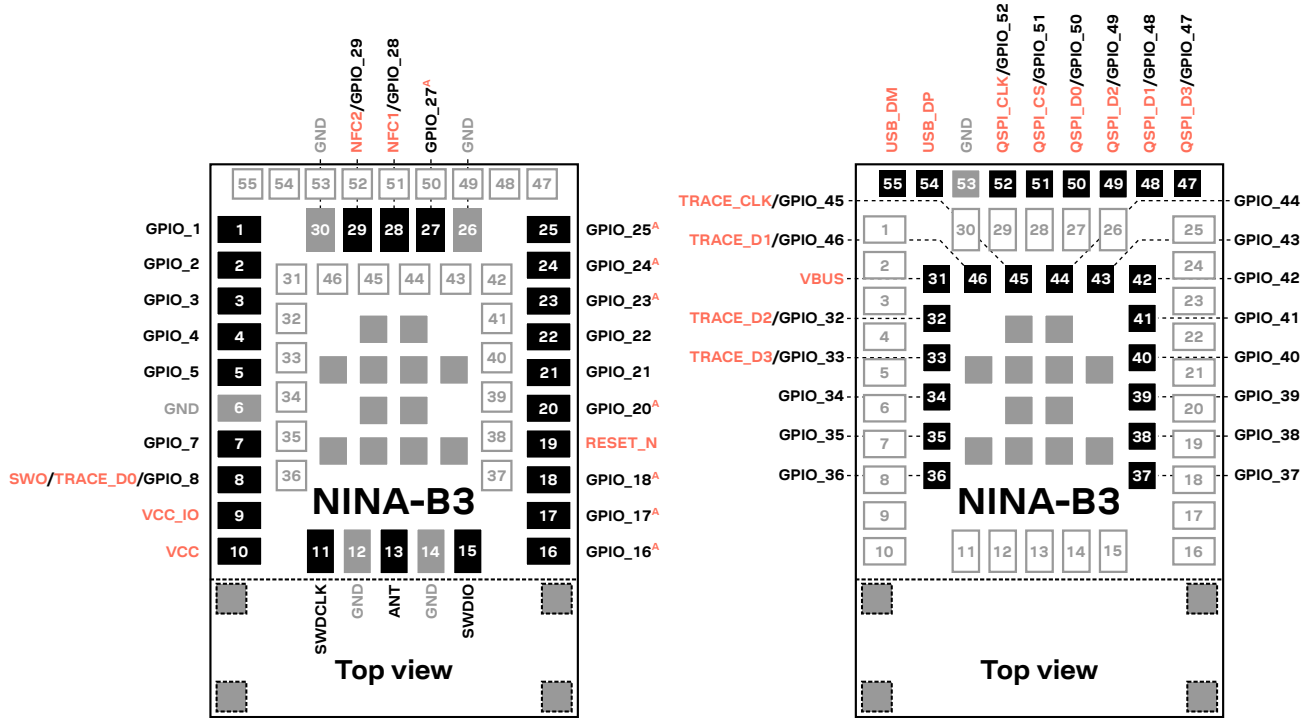 GND
NFC2/GPIO_29
NFC1/GPIO_28
GPIO_27A
GND
55 54 53 52 51 50 49 48 47
GPIO_1 1 30 29 28 27 26 25 GPIO_25A
GPIO_2 2 24 GPIO_24A
31 46 45 44 43 42
GPIO_3 3 23 GPIO_23A
32 41
GPIO_4 4 22 GPIO_22
33 40
GPIO_5 5 21 GPIO_21
34 39
GND 6 20 GPIO_20A
35 38
GPIO_7 7 19 RESET_N
36 37
SWO/TRACE_D0/GPIO_8 8 18 GPIO_18A
NINA-B3
VCC_IO 9 17 GPIO_17A
VCC 10 11 12 13 14 15 16 GPIO_16A
SWDCLK
GND
ANT
GND
SWDIO
Top view
USB_DM
USB_DP
GND
QSPI_CLK/GPIO_52
QSPI_CS/GPIO_51
QSPI_D0/GPIO_50
QSPI_D2/GPIO_49
QSPI_D1/GPIO_48
QSPI_D3/GPIO_47
55 54 53 52 51 50 49 48 47
TRACE_CLK/GPIO_45 GPIO_44
1 30 29 28 27 26 25
TRACE_D1/GPIO_46 GPIO_43
2 24
VBUS 31 46 45 44 43 42 GPIO_42
3 23
TRACE_D2/GPIO_32 32 41 GPIO_41
4 22
TRACE_D3/GPIO_33 33 40 GPIO_40
5 21
GPIO_34 34 39 GPIO_39
6 20
GPIO_35 35 38 GPIO_38
7 19
GPIO_36 36 37 GPIO_37
8 18
NINA-B3
9 17
10 11 12 13 14 15 16
Top view